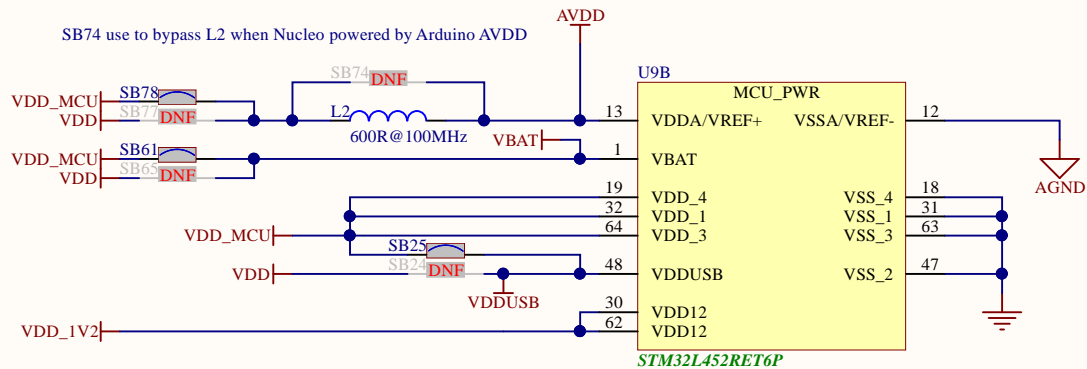 AVDD
SB74 use to bypass L2 when Nucleo powered by Arduino AVDD
SB74 DNF
U9B
MCU_PWR
VDD_MCU SB78
VDD SB77 DNF
L2
600R@100MHz
13 VDDA/VREF+ VSSA/VREF- 12
VBAT
VDD_MCU SB61
VDD SB65 DNF
1 VBAT
AGND
19 VDD_4 VSS_4 18
32 VDD_1 VSS_1 31
64 VDD_3 VSS_3 63
VDD_MCU
SB25
VDD SB24 DNF
48 VDDUSB VSS_2 47
VDDUSB
30 VDD12
VDD_1V2 62 VDD12
STM32L452RET6P